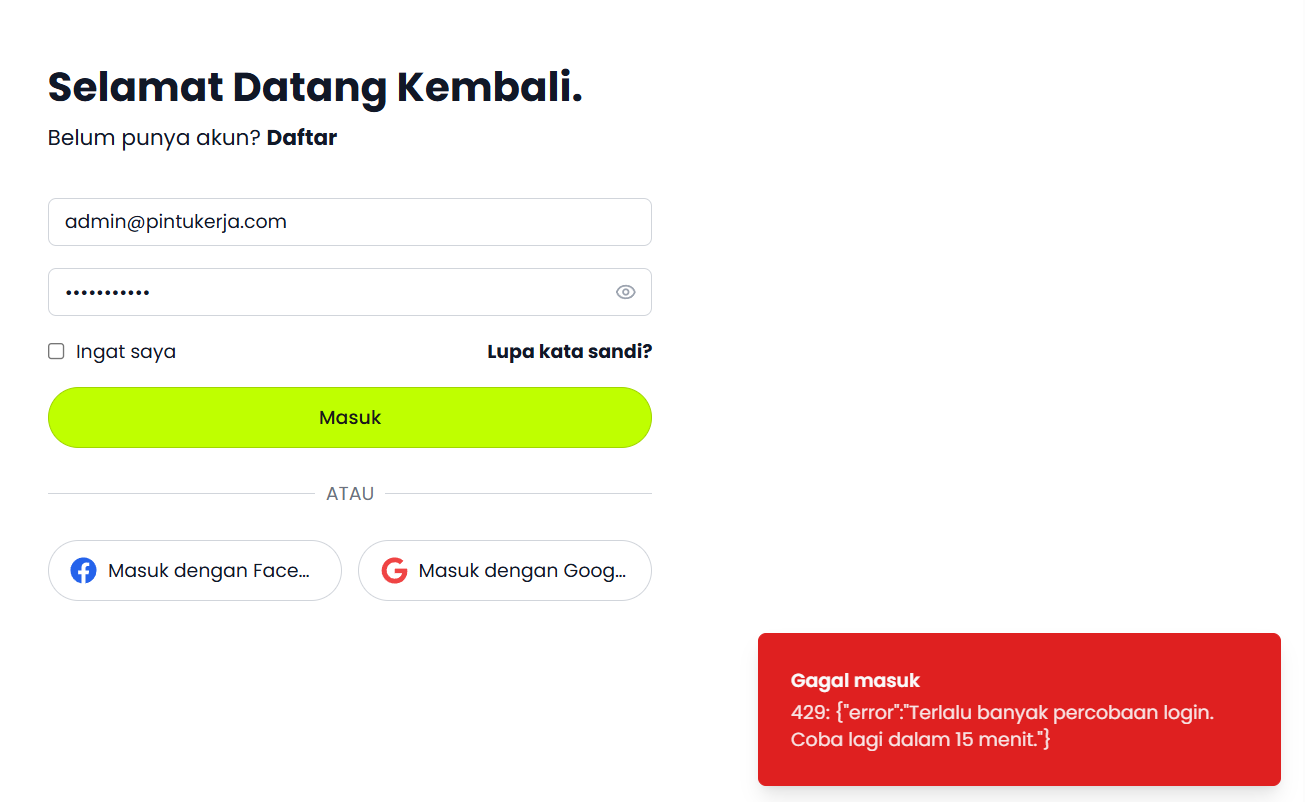 Selamat Datang Kembali.
Belum punya akun? Daftar
admin@pintukerja.com
•••••••••••
Ingat saya
Lupa kata sandi?
Masuk
ATAU
Masuk dengan Face...
Masuk dengan Goog...
Gagal masuk
429: {"error":"Terlalu banyak percobaan login.
Coba lagi dalam 15 menit."}